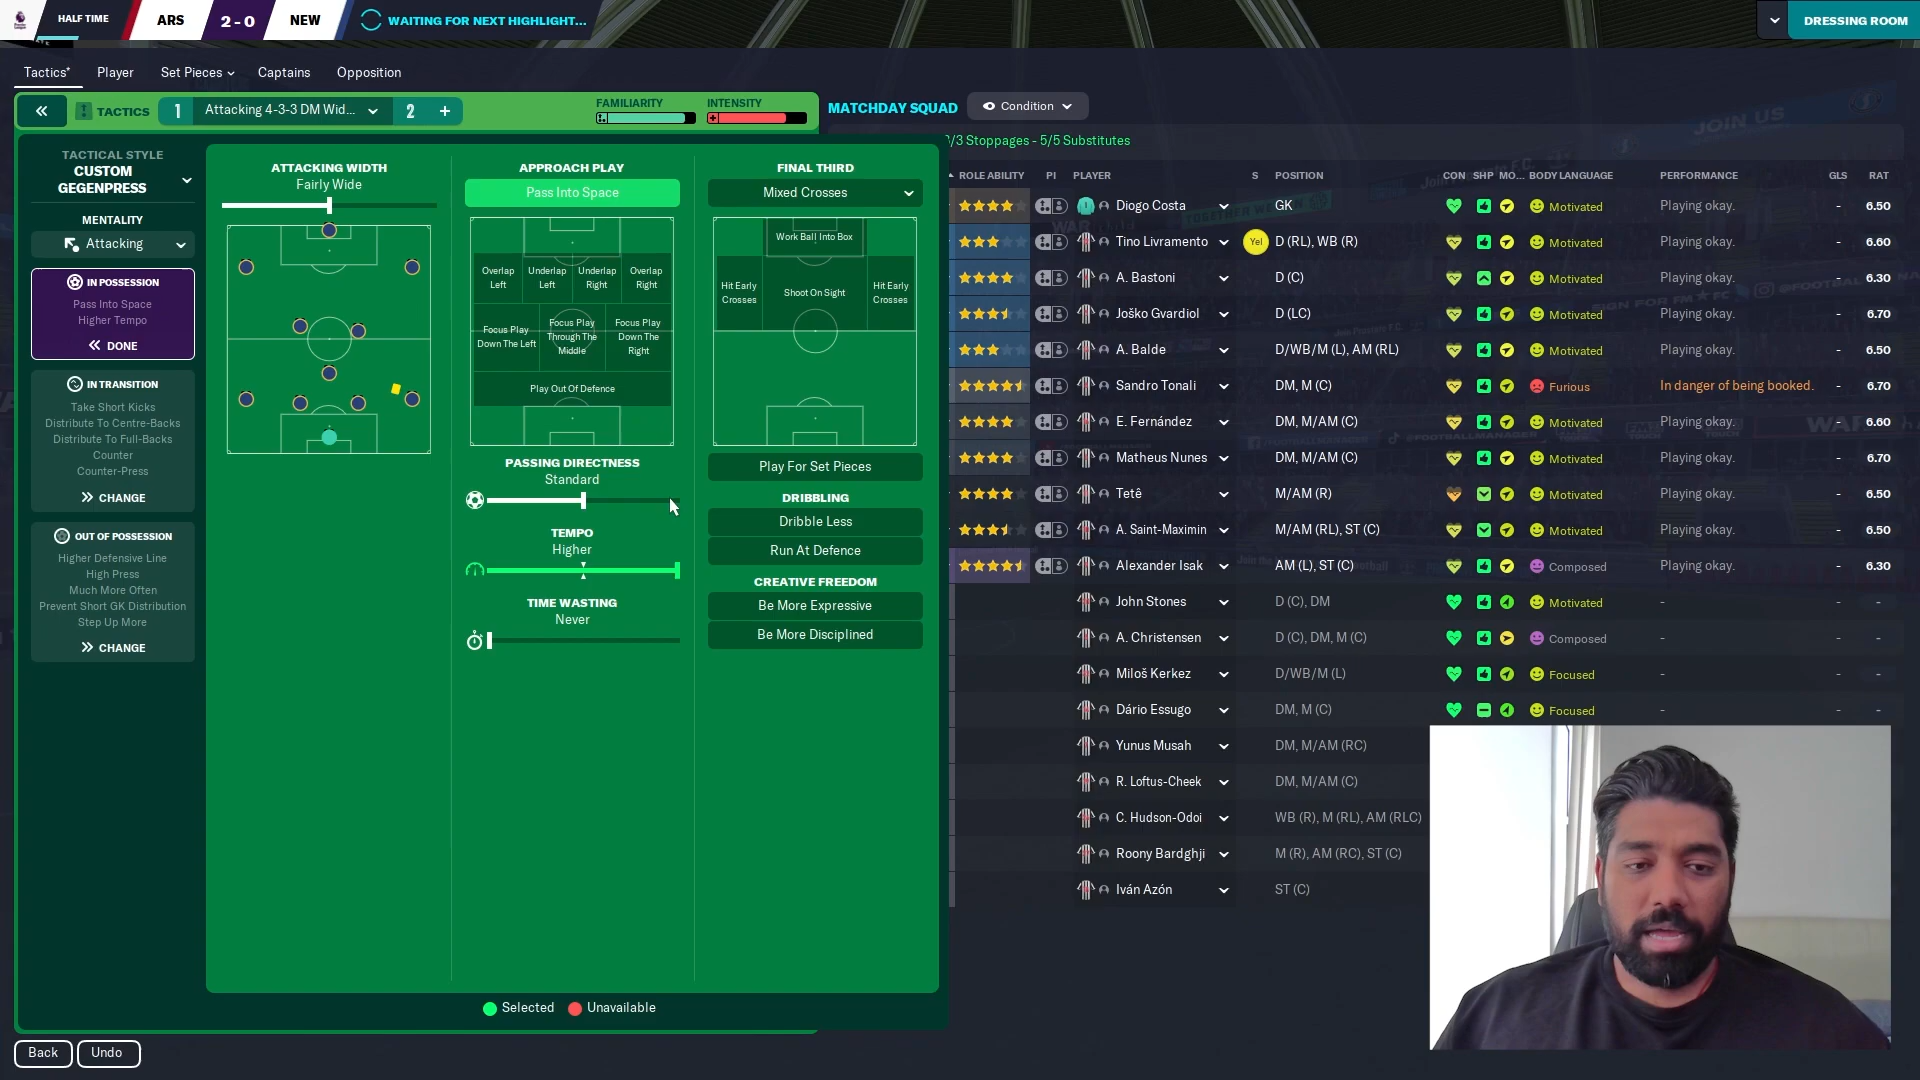 HALF TIME
ARS
2 - 0
NEW
WAITING FOR NEXT HIGHLIGHT...
DRESSING ROOM
Tactics*
Player
Set Pieces
Captains
Opposition
TACTICS
1
Attacking 4-3-3 DM Wid...
2
+
FAMILIARITY
INTENSITY
MATCHDAY SQUAD
Condition
/3 Stoppages - 5/5 Substitutes
TACTICAL STYLE
CUSTOM
GEGENPRESS
MENTALITY
Attacking
IN POSSESSION
Pass Into Space
Higher Tempo
DONE
IN TRANSITION
Take Short Kicks
Distribute To Centre-Backs
Distribute To Full-Backs
Counter
Counter-Press
CHANGE
OUT OF POSSESSION
Higher Defensive Line
High Press
Much More Often
Prevent Short GK Distribution
Step Up More
CHANGE
ATTACKING WIDTH
Fairly Wide
APPROACH PLAY
Pass Into Space
Overlap Left
Underlap Left
Underlap Right
Overlap Right
Focus Play Down The Left
Focus Play Through The Middle
Focus Play Down The Right
Play Out Of Defence
PASSING DIRECTNESS
Standard
TEMPO
Higher
TIME WASTING
Never
FINAL THIRD
Mixed Crosses
Work Ball Into Box
Hit Early Crosses
Shoot On Sight
Hit Early Crosses
Play For Set Pieces
DRIBBLING
Dribble Less
Run At Defence
CREATIVE FREEDOM
Be More Expressive
Be More Disciplined
Selected
Unavailable
Back
Undo
ROLE ABILITY PI PLAYER S POSITION CON SHP MO... BODY LANGUAGE PERFORMANCE GLS RAT
Diogo Costa GK Motivated Playing okay. - 6.50
Tino Livramento Yel D (RL), WB (R) Motivated Playing okay. - 6.60
A. Bastoni D (C) Motivated Playing okay. - 6.30
Joško Gvardiol D (LC) Motivated Playing okay. - 6.70
A. Balde D/WB/M (L), AM (RL) Motivated Playing okay. - 6.50
Sandro Tonali DM, M (C) Furious In danger of being booked. - 6.70
E. Fernández DM, M/AM (C) Motivated Playing okay. - 6.60
Matheus Nunes DM, M/AM (C) Motivated Playing okay. - 6.70
Tetê M/AM (R) Motivated Playing okay. - 6.50
A. Saint-Maximin M/AM (RL), ST (C) Motivated Playing okay. - 6.50
Alexander Isak AM (L), ST (C) Composed Playing okay. - 6.30
John Stones D (C), DM Motivated - - -
A. Christensen D (C), DM, M (C) Composed - - -
Miloš Kerkez D/WB/M (L) Focused - - -
Dário Essugo DM, M (C) Focused - - -
Yunus Musah DM, M/AM (RC)
R. Loftus-Cheek DM, M/AM (C)
C. Hudson-Odoi WB (R), M (RL), AM (RLC)
Roony Bardghji M (R), AM (RC), ST (C)
Iván Azón ST (C)